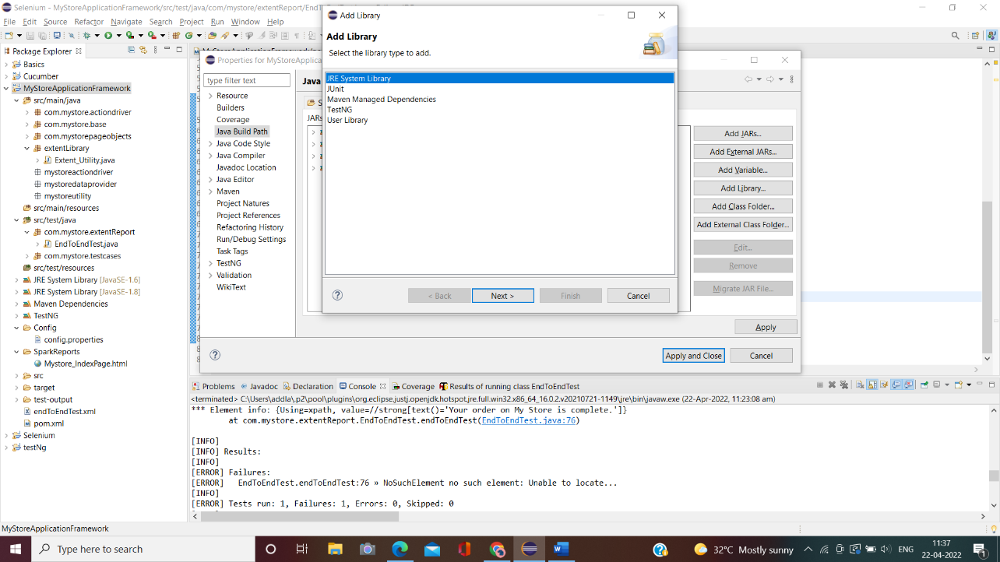 Selenium - MyStoreApplicationFramework/src/test/java/com/mystore/extentReport/EndToEndTest.java
File Edit Source Refactor Navigate Search Project Run Window Help
Package Explorer
Basics
Cucumber
MyStoreApplicationFramework
src/main/java
com.mystore.actiondriver
com.mystore.base
com.mystorepageobjects
extentLibrary
Extent_Utility.java
mystoreactiondriver
mystoredataprovider
mystoreutility
src/main/resources
src/test/java
com.mystore.extentReport
EndToEndTest.java
com.mystore.testcases
src/test/resources
JRE System Library [JavaSE-1.6]
JRE System Library [JavaSE-1.8]
Maven Dependencies
TestNG
Config
config.properties
SparkReports
Mystore_IndexPage.html
src
target
test-output
endToEndTest.xml
pom.xml
Selenium
testNg
Properties for MyStoreApplica
type filter text
Resource
Builders
Coverage
Java Build Path
Java Code Style
Java Compiler
Javadoc Location
Java Editor
Maven
Project Natures
Project References
Refactoring History
Run/Debug Settings
Task Tags
TestNG
Validation
WikiText
Java
JARs
Add JARs...
Add External JARs...
Add Variable...
Add Library...
Add Class Folder...
Add External Class Folder...
Edit...
Remove
Migrate JAR File...
Apply
Apply and Close
Cancel
Add Library
Add Library
Select the library type to add.
JRE System Library
JUnit
Maven Managed Dependencies
TestNG
User Library
< Back
Next >
Finish
Cancel
Problems Javadoc Declaration Console Coverage Results of running class EndToEndTest
<terminated> C:\Users\addla\.p2\pool\plugins\org.eclipse.justj.openjdk.hotspot.jre.full.win32.x86_64_16.0.2.v20210721-1149\jre\bin\javaw.exe (22-Apr-2022, 11:23:08 am)
*** Element info: {Using=xpath, value=//strong[text()='Your order on My Store is complete.']}
at com.mystore.extentReport.EndToEndTest.endToEndTest(EndToEndTest.java:76)
[INFO]
[INFO] Results:
[INFO]
[ERROR] Failures:
[ERROR] EndToEndTest.endToEndTest:76 » NoSuchElement no such element: Unable to locate...
[INFO]
[ERROR] Tests run: 1, Failures: 1, Errors: 0, Skipped: 0
MyStoreApplicationFramework
Type here to search
32°C Mostly sunny
ENG
11:37
22-04-2022
1